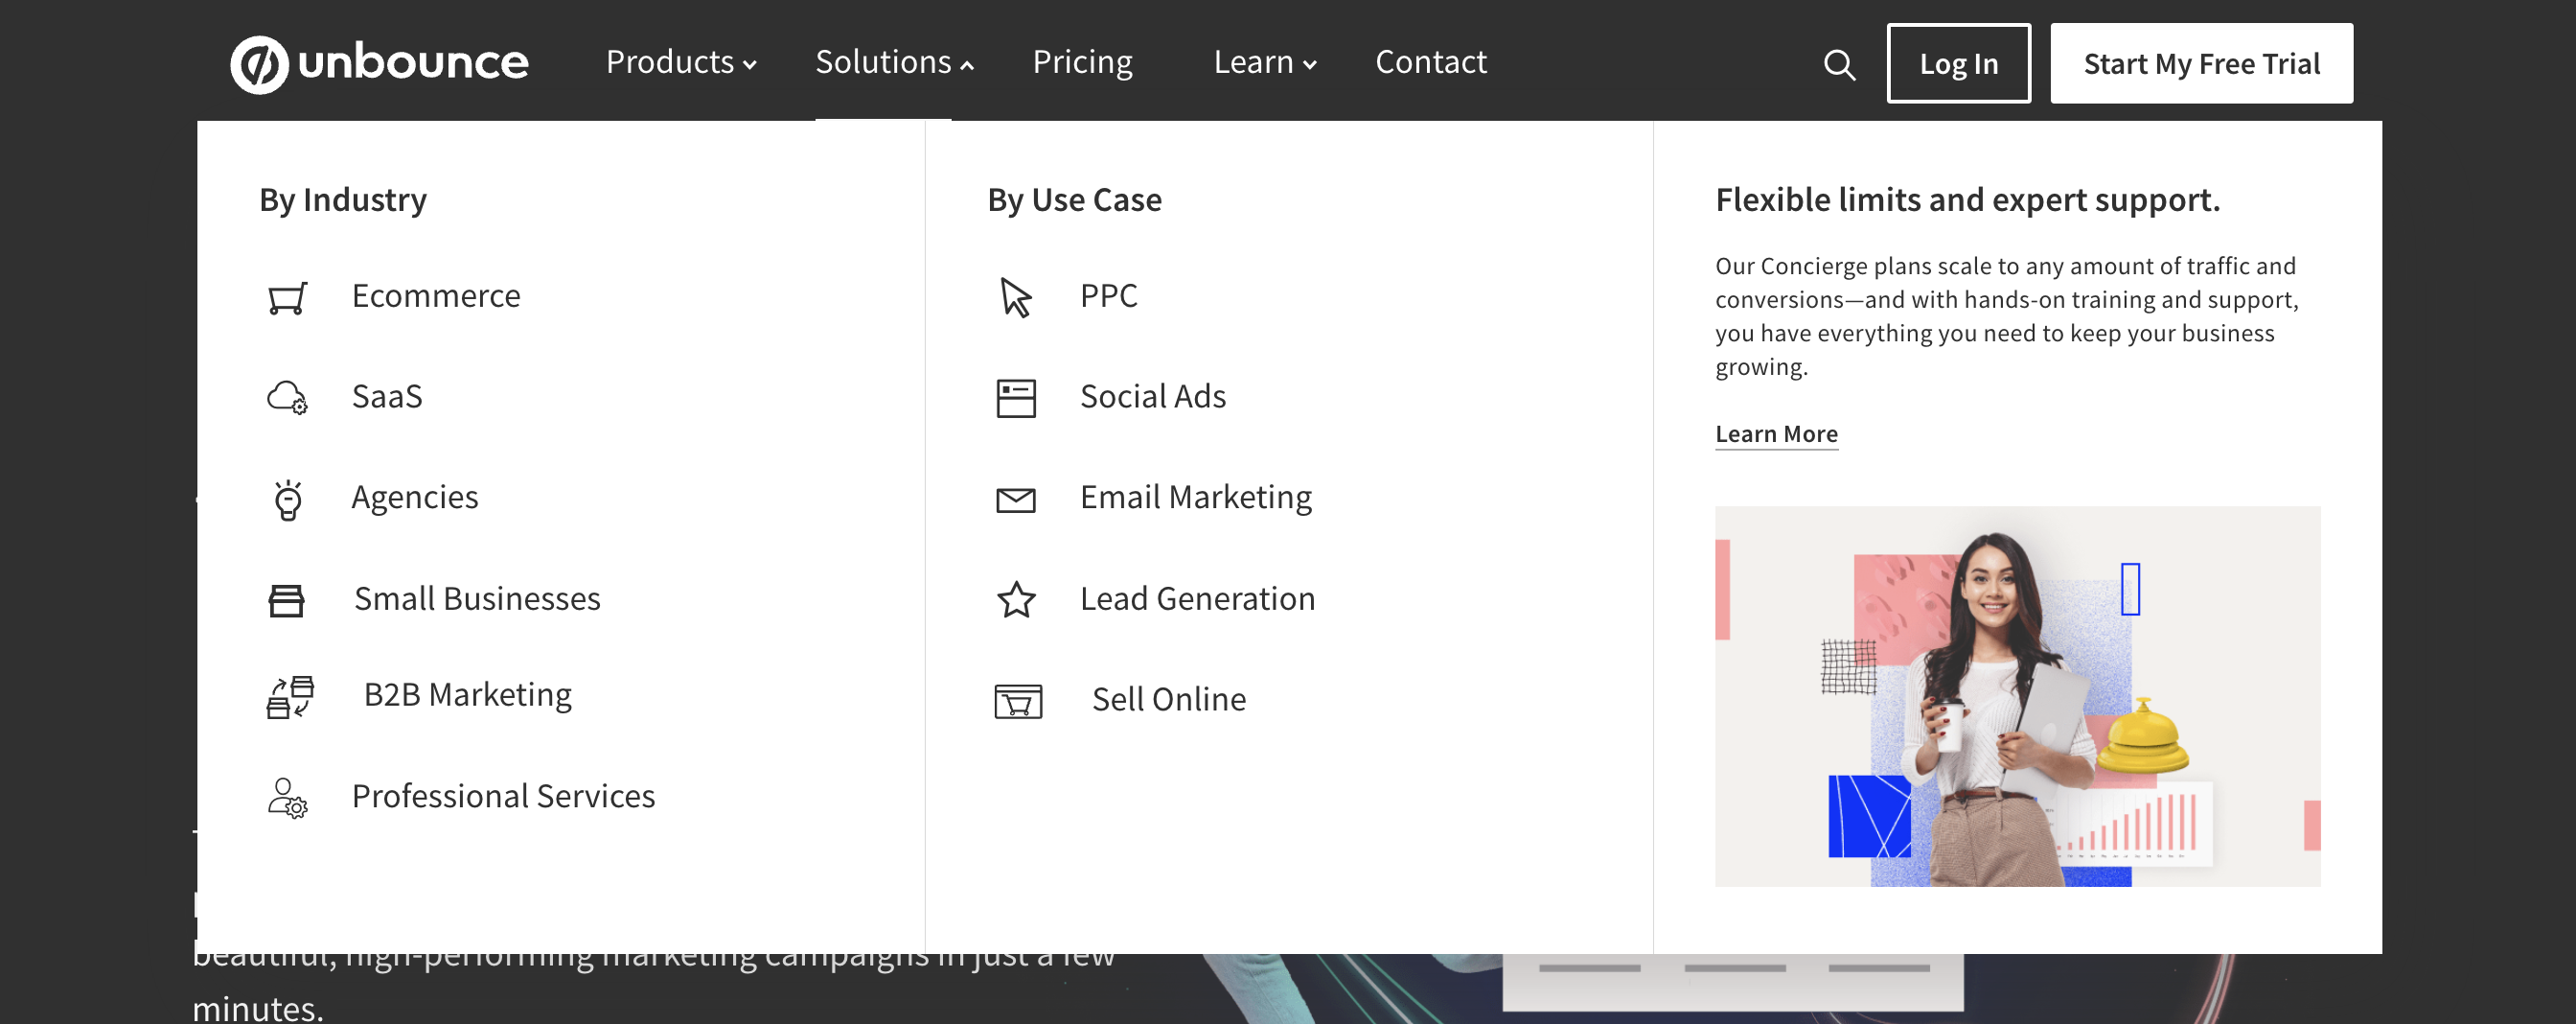 unbounce
Products
Solutions
Pricing
Learn
Contact
Log In
Start My Free Trial
By Industry
Ecommerce
SaaS
Agencies
Small Businesses
B2B Marketing
Professional Services
By Use Case
PPC
Social Ads
Email Marketing
Lead Generation
Sell Online
Flexible limits and expert support.
Our Concierge plans scale to any amount of traffic and
conversions—and with hands-on training and support,
you have everything you need to keep your business
growing.
Learn More
beautiful, high-performing marketing campaigns in just a few
minutes.